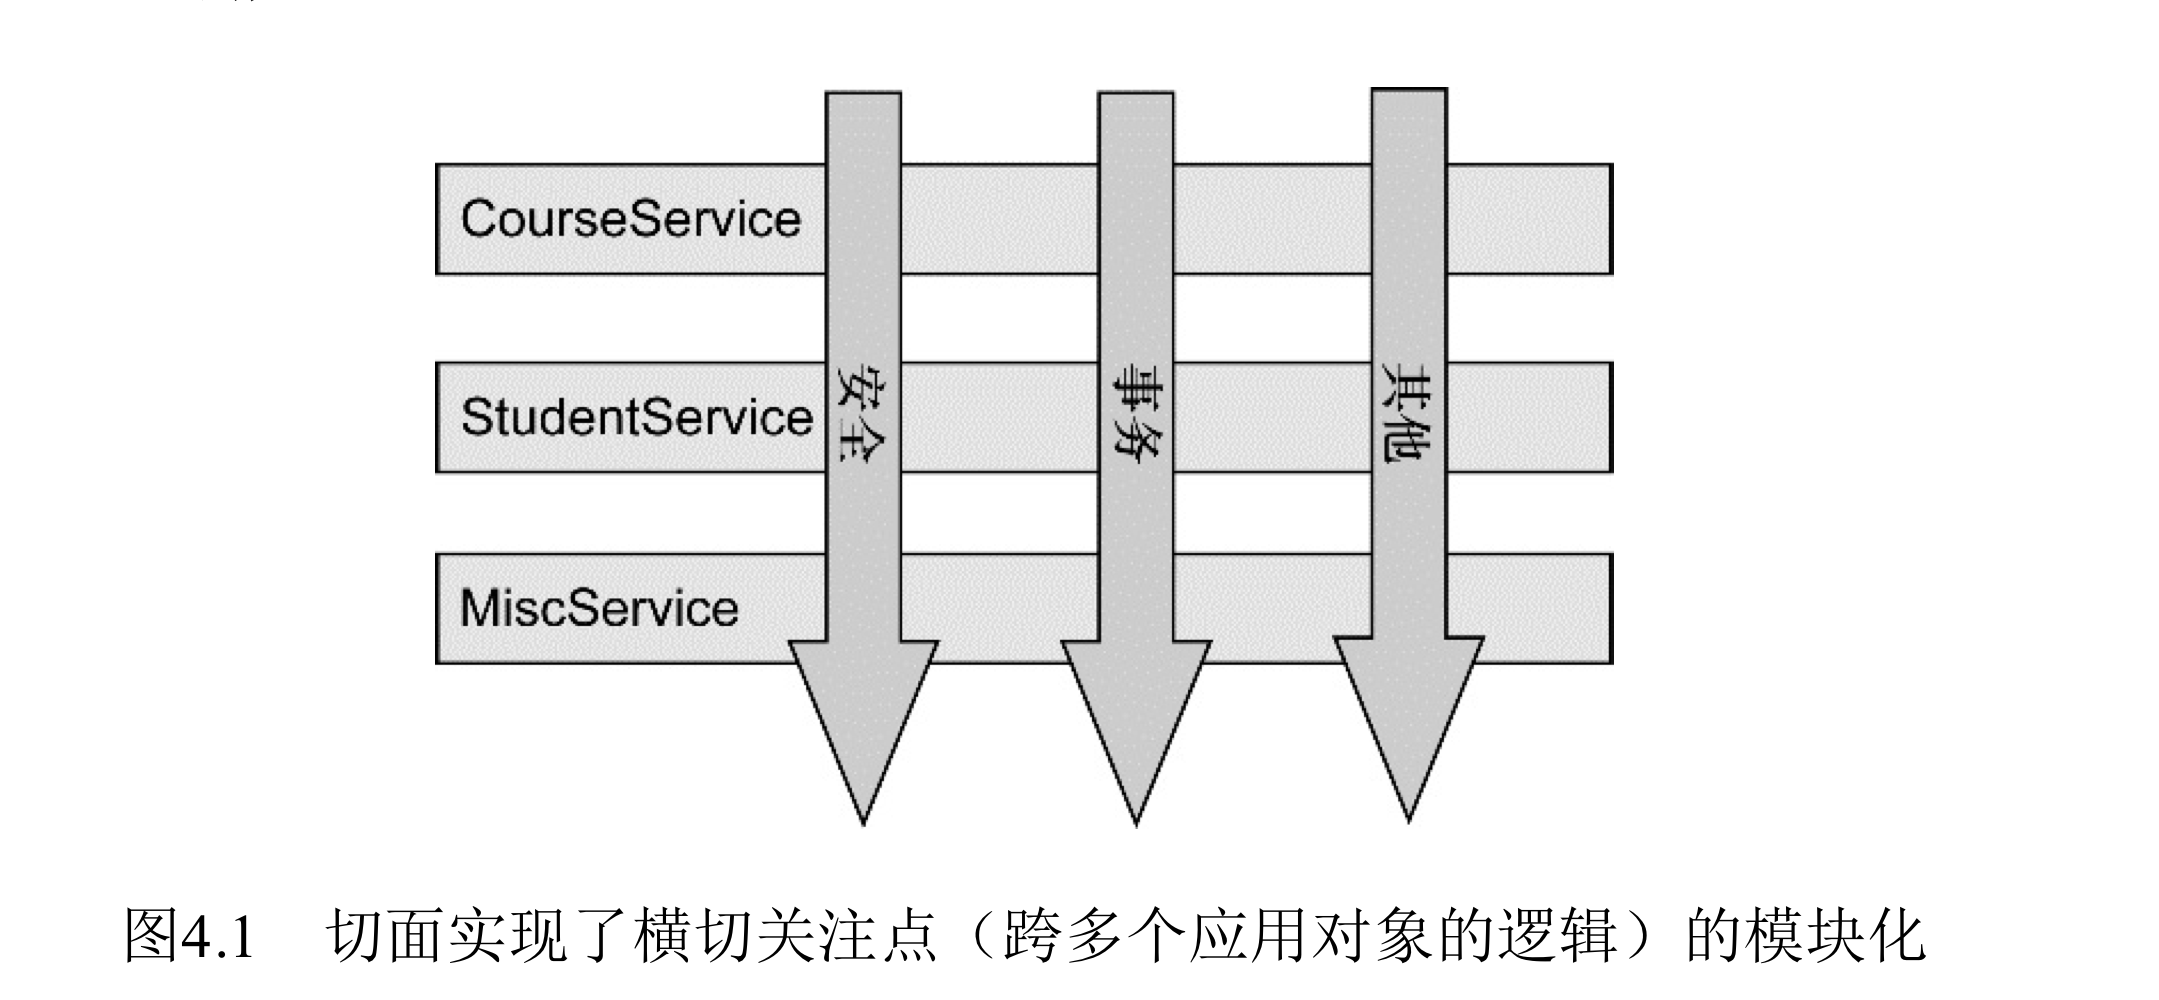 CourseService
StudentService
MiscService
安全
事务
其他
图4.1 切面实现了横切关注点（跨多个应用对象的逻辑）的模块化